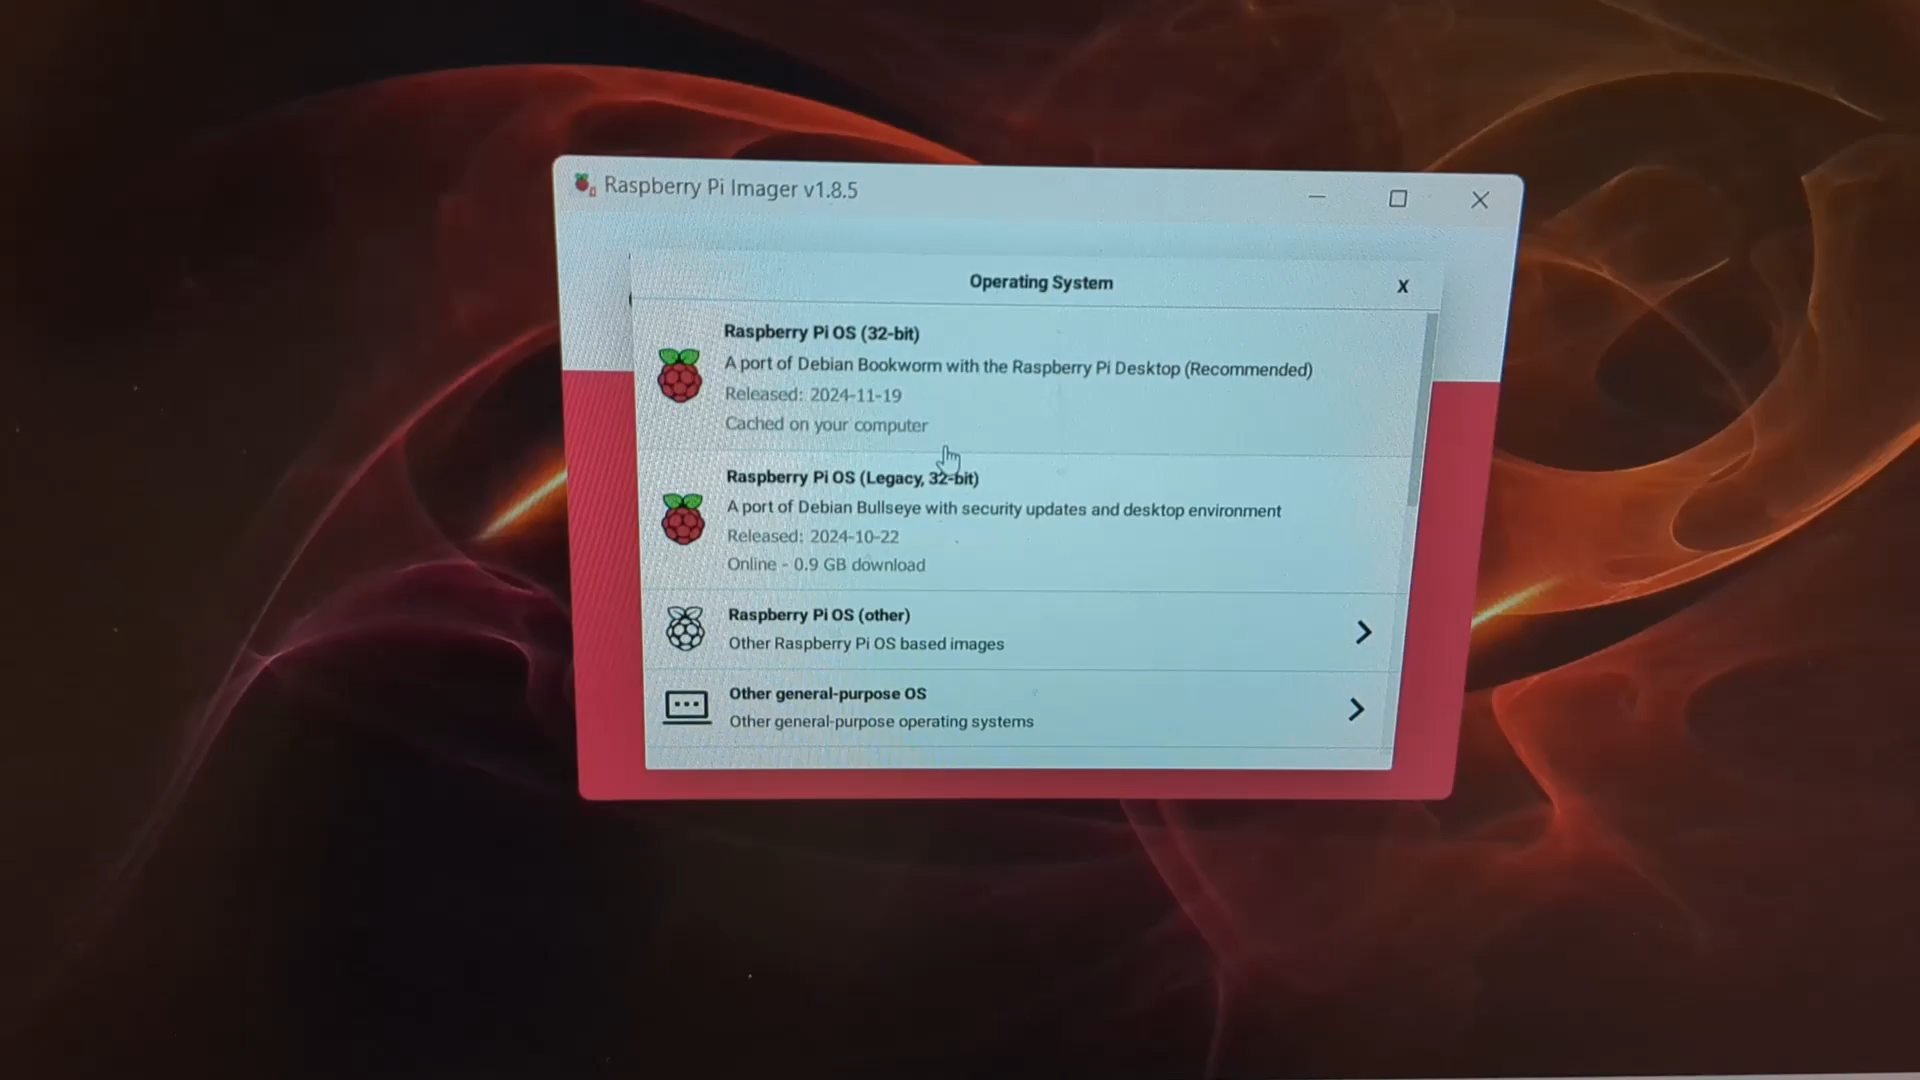 Raspberry Pi Imager v1.8.5
Operating System
X
Raspberry Pi OS (32-bit)
A port of Debian Bookworm with the Raspberry Pi Desktop (Recommended)
Released: 2024-11-19
Cached on your computer
Raspberry Pi OS (Legacy, 32-bit)
A port of Debian Bullseye with security updates and desktop environment
Released: 2024-10-22
Online - 0.9 GB download
Raspberry Pi OS (other)
Other Raspberry Pi OS based images
Other general-purpose OS
Other general-purpose operating systems